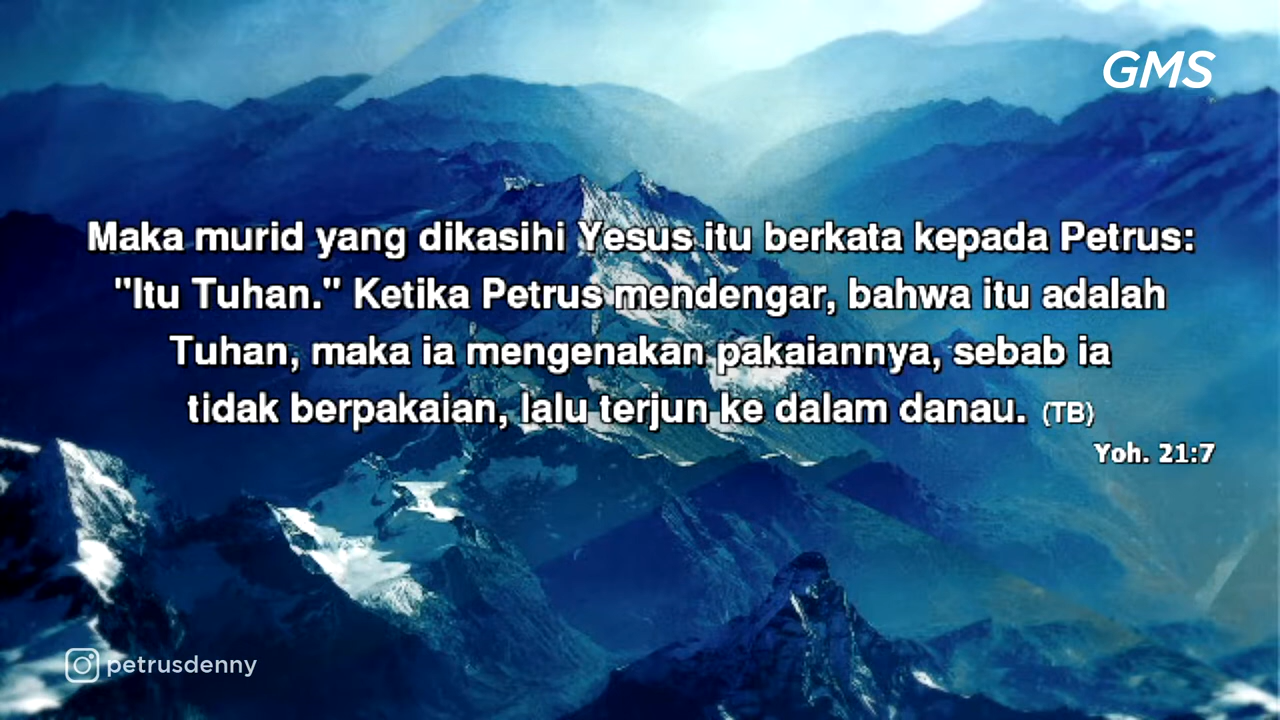 GMS
Maka murid yang dikasihi Yesus itu berkata kepada Petrus:
"Itu Tuhan." Ketika Petrus mendengar, bahwa itu adalah
Tuhan, maka ia mengenakan pakaiannya, sebab ia
tidak berpakaian, lalu terjun ke dalam danau. (TB)
Yoh. 21:7
petrusdenny